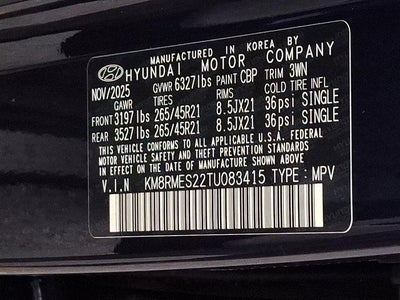 MANUFACTURED IN KOREA BY
HYUNDAI MOTOR COMPANY
NOV/2025 GVWR 6327lbs PAINT CBP TRIM 3WN
GAWR TIRES RIMS COLD TIRE INFL
FRONT 3197lbs 265/45R21 8.5JX21 36psi SINGLE
REAR 3527lbs 265/45R21 8.5JX21 36psi SINGLE
THIS VEHICLE CONFORMS TO ALL APPLICABLE U.S.A. FEDERAL
MOTOR VEHICLE SAFETY AND THEFT PREVENTION STANDARDS
IN EFFECT ON THE DATE OF MANUFACTURE SHOWN ABOVE
V.I.N KM8RMES22TU083415 TYPE : MPV